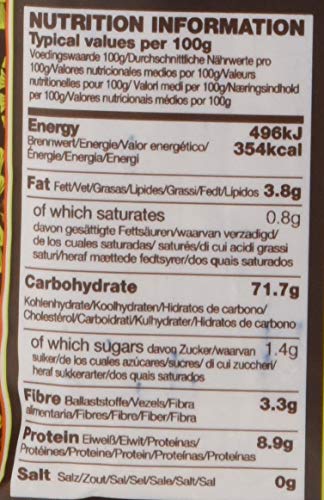 NUTRITION INFORMATION
Typical values per 100g
Voedingswaarde 100g/Durchschnittliche Nährwerte pro
100g/Valores nutricionales medios por 100g/Valeurs
nutritionelles pour 100g/ Valori medi per 100g/Næringsindhold
per 100g/Valores nutricionais médios por 100g
Energy 496kJ
Brennwert/Energie/Valor energético/ 354kcal
Énergie/Energia/Energi
Fat Fett/Vet/Grasas/Lipides/Grassi/Fedt/Lípidos 3.8g
of which saturates 0.8g
davon gesättigte Fettsäuren/waarvan verzadigd/
de los cuales saturadas/ saturés/di cui acidi grassi
saturi/heraf mættede fedtsyrer/dos quais saturados
Carbohydrate 71.7g
Kohlenhydrate/Koolhydraten/Hidratos de carbono/
Cholestérol/Carboidrati/Kulhydrater/Hidratos de carbono
of which sugars davon Zucker/waarvan 1.4g
suiker/de los cuales azúcares/sucres/ di cui zuccheri/
heraf sukkerarter/dos quais saturados
Fibre Ballaststoffe/Vezels/Fibra 3.3g
alimentaria/Fibres/Fibre/Fiber/Fibra
Protein Eiweiß/Eiwit/Proteínas/ 8.9g
Protéines/Proteine/Protein/Proteínas/Proteínas
Salt Salz/Zout/Sal/Sel/Sale/Salt/Sal 0g